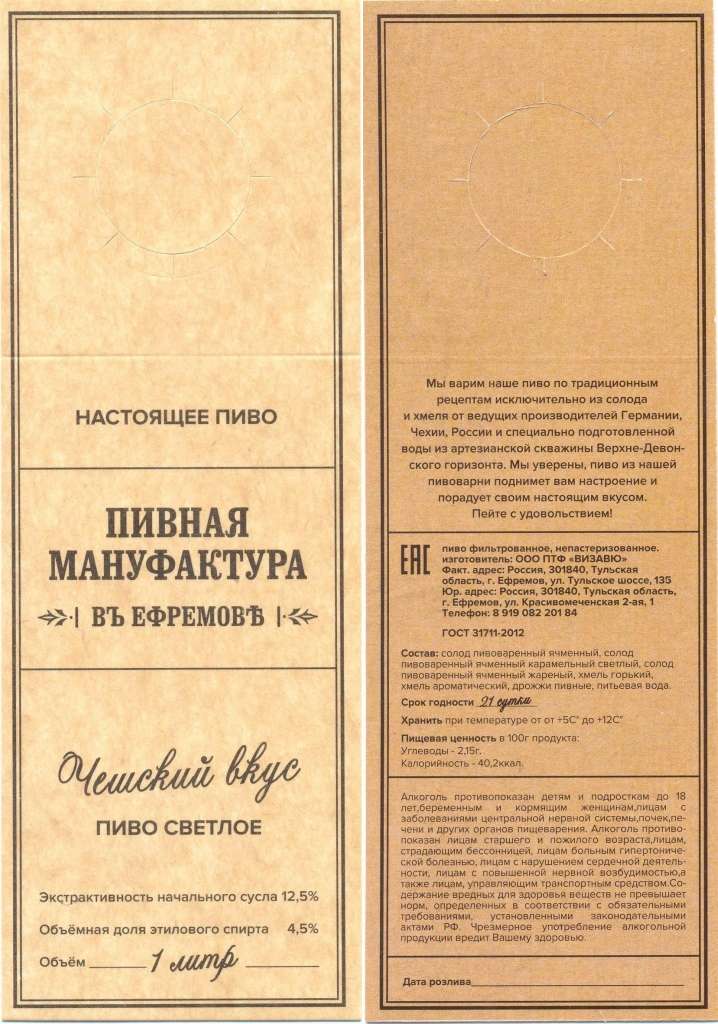 НАСТОЯЩЕЕ ПИВО
ПИВНАЯ
МАНУФАКТУРА
ВЪ ЕФРЕМОВѢ
Чешский вкус
ПИВО СВЕТЛОЕ
Экстрактивность начального сусла 12,5%
Объёмная доля этилового спирта 4,5%
Объём 1 литр
Мы варим наше пиво по традиционным
рецептам исключительно из солода
и хмеля от ведущих производителей Германии,
Чехии, России и специально подготовленной
воды из артезианской скважины Верхне-Девон-
ского горизонта. Мы уверены, пиво из нашей
пивоварни поднимет вам настроение и
порадует своим настоящим вкусом.
Пейте с удовольствием!
ЕАС
пиво фильтрованное, непастеризованное.
изготовитель: ООО ПТФ «ВИЗАВЮ»
Факт. адрес: Россия, 301840, Тульская
область, г. Ефремов, ул. Тульское шоссе, 135
Юр. адрес: Россия, 301840, Тульская область,
г. Ефремов, ул. Красивомеченская 2-ая, 1
Телефон: 8 919 082 201 84
ГОСТ 31711-2012
Состав: солод пивоваренный ячменный, солод
пивоваренный ячменный карамельный светлый, солод
пивоваренный ячменный жареный, хмель горький,
хмель ароматический, дрожжи пивные, питьевая вода.
Срок годности 21 сутки
Хранить при температуре от от +5С° до +12С°
Пищевая ценность в 100г продукта:
Углеводы - 2,15г.
Калорийность - 40,2ккал.
Алкоголь противопоказан детям и подросткам до 18
лет,беременным и кормящим женщинам,лицам с
заболеваниями центральной нервной системы,почек,пе-
чени и других органов пищеварения. Алкоголь противо-
показан лицам старшего и пожилого возраста,лицам,
страдающим бессонницей, лицам больным гипертониче-
ской болезнью, лицам с нарушением сердечной деятель-
ности, лицам с повышенной нервной возбудимостью,а
также лицам, управляющим транспортным средством.Со-
держание вредных для здоровья веществ не превышает
норм, определенных в соответствии с обязательными
требованиями, установленными законодательными
актами РФ. Чрезмерное употребление алкогольной
продукции вредит Вашему здоровью.
Дата розлива